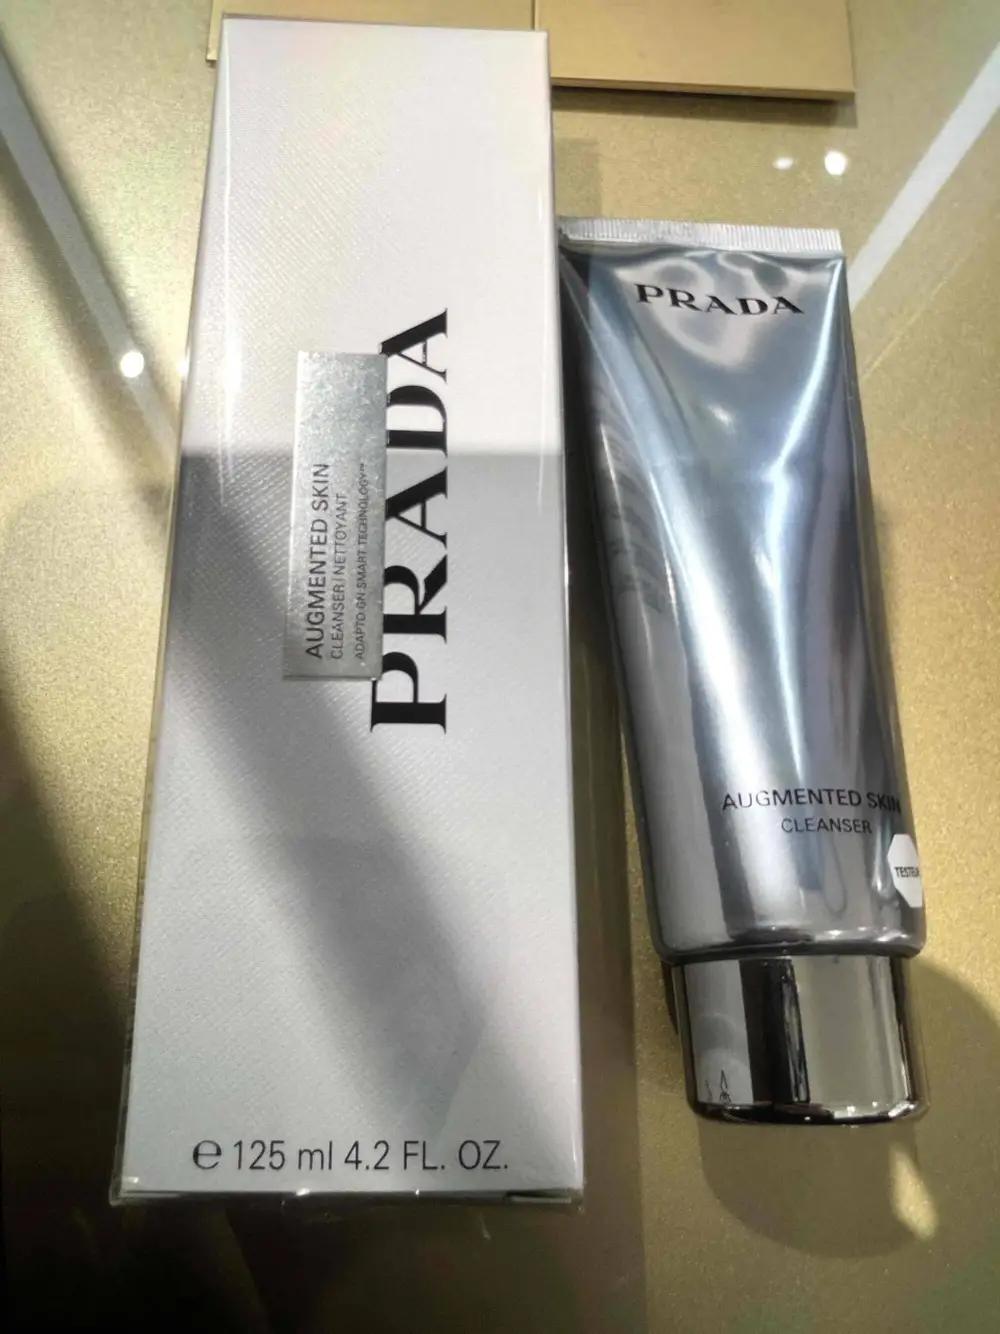 PRADA
AUGMENTED SKIN
CLEANSER | NETTOYANT
ADAPTO·GN SMART TECHNOLOGY™
e 125 ml 4.2 FL. OZ.
PRADA
AUGMENTED SKIN
CLEANSER